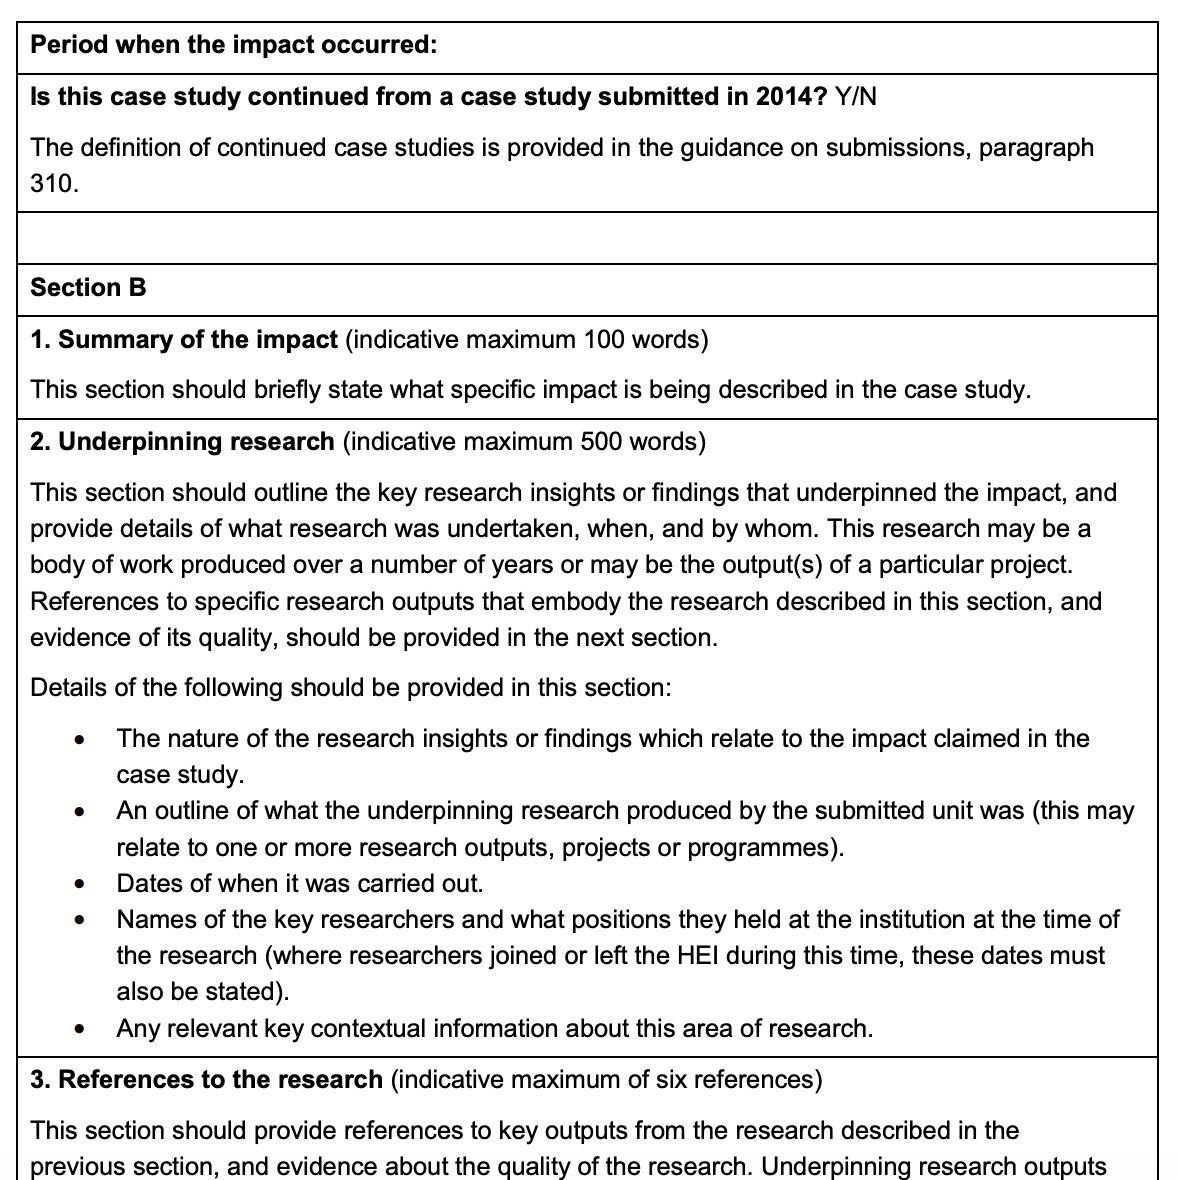 Period when the impact occurred:
Is this case study continued from a case study submitted in 2014? Y/N
The definition of continued case studies is provided in the guidance on submissions, paragraph
310.
Section B
1. Summary of the impact (indicative maximum 100 words)
This section should briefly state what specific impact is being described in the case study.
2. Underpinning research (indicative maximum 500 words)
This section should outline the key research insights or findings that underpinned the impact, and
provide details of what research was undertaken, when, and by whom. This research may be a
body of work produced over a number of years or may be the output(s) of a particular project.
References to specific research outputs that embody the research described in this section, and
evidence of its quality, should be provided in the next section.
Details of the following should be provided in this section:
• The nature of the research insights or findings which relate to the impact claimed in the
case study.
• An outline of what the underpinning research produced by the submitted unit was (this may
relate to one or more research outputs, projects or programmes).
• Dates of when it was carried out.
• Names of the key researchers and what positions they held at the institution at the time of
the research (where researchers joined or left the HEI during this time, these dates must
also be stated).
• Any relevant key contextual information about this area of research.
3. References to the research (indicative maximum of six references)
This section should provide references to key outputs from the research described in the
previous section, and evidence about the quality of the research. Underpinning research outputs